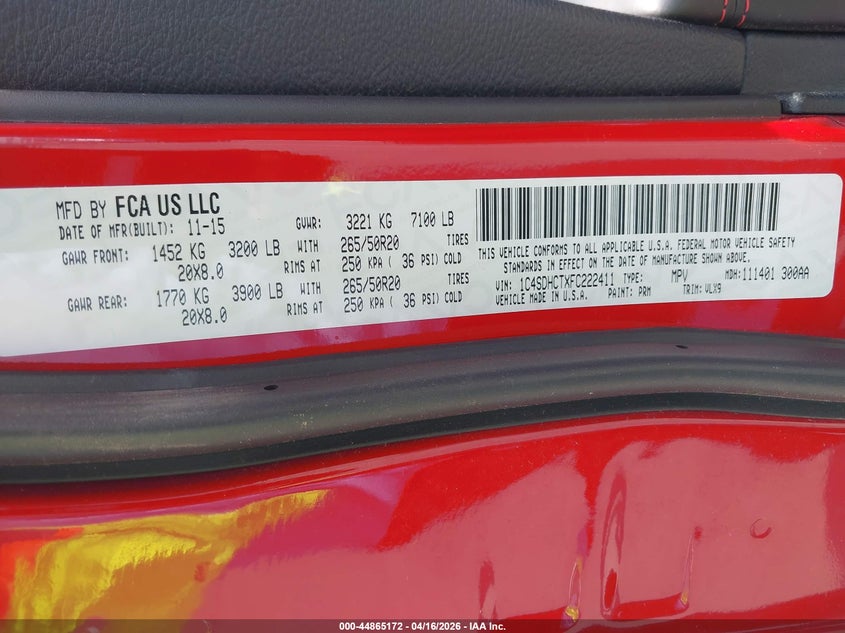 MFD BY FCA US LLC
DATE OF MFR(BUILT): 11-15 GVWR: 3221 KG 7100 LB
GAWR FRONT: 1452 KG 3200 LB WITH 265/50R20 TIRES
20X8.0 RIMS AT 250 KPA ( 36 PSI) COLD
GAWR REAR: 1770 KG 3900 LB WITH 265/50R20 TIRES
20X8.0 RIMS AT 250 KPA ( 36 PSI) COLD
THIS VEHICLE CONFORMS TO ALL APPLICABLE U.S.A. FEDERAL MOTOR VEHICLE SAFETY
STANDARDS IN EFFECT ON THE DATE OF MANUFACTURE SHOWN ABOVE.
VIN: 1C4SDHCTXFC222411 TYPE: MPV MDH: 111401 300AA
VEHICLE MADE IN U.S.A. PAINT: PRM TRIM: VLX9
000-44865172 | 04/16/2026 | IAA Inc.